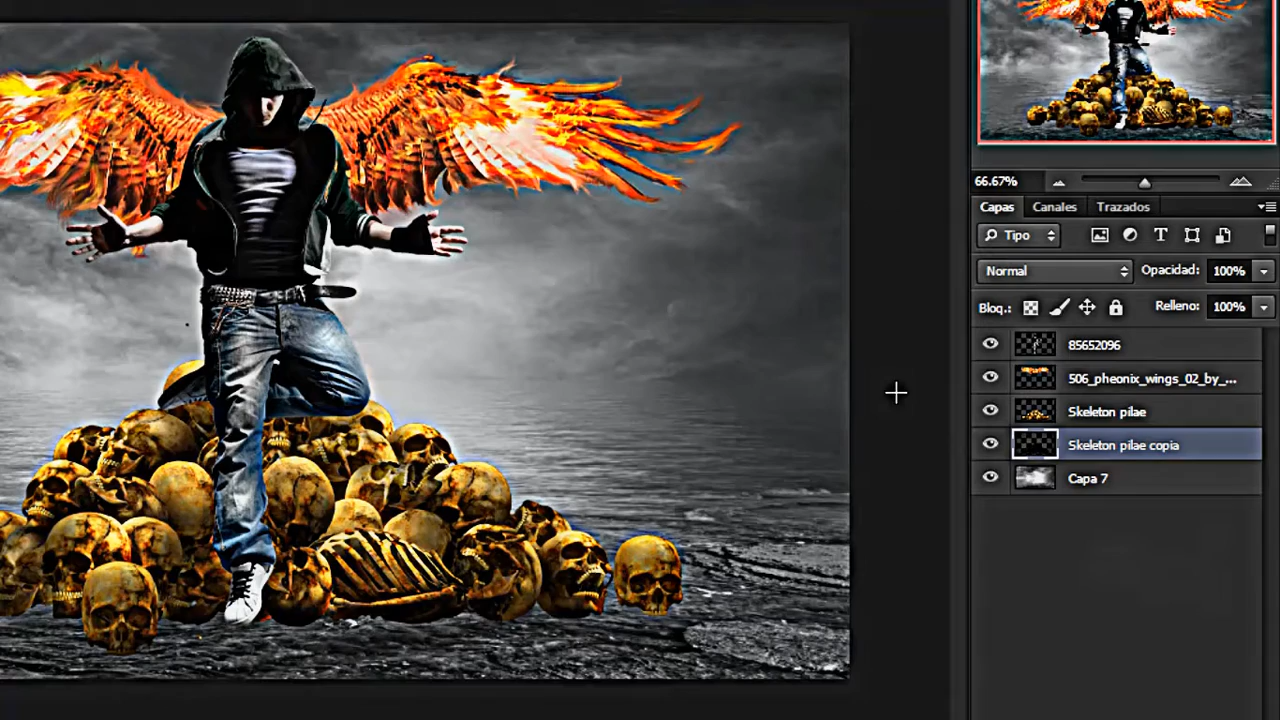 66.67%
Capas Canales Trazados
Tipo
Normal Opacidad: 100%
Bloq.: Relleno: 100%
85652096
506_pheonix_wings_02_by_...
Skeleton pilae
Skeleton pilae copia
Capa 7